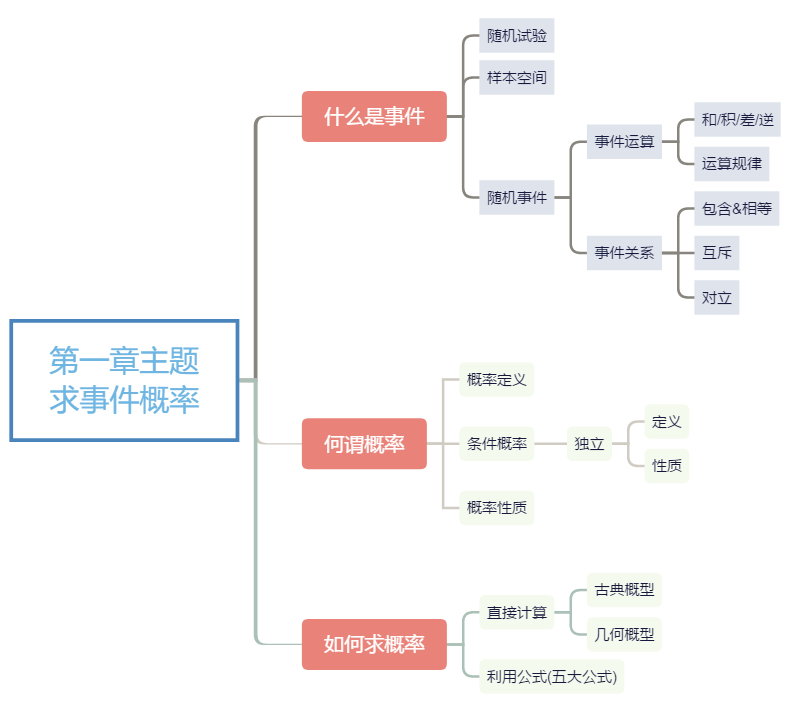 第一章主题
求事件概率
什么是事件
随机试验
样本空间
随机事件
事件运算
和/积/差/逆
运算规律
事件关系
包含&相等
互斥
对立
何谓概率
概率定义
条件概率
独立
定义
性质
概率性质
如何求概率
直接计算
古典概型
几何概型
利用公式(五大公式)